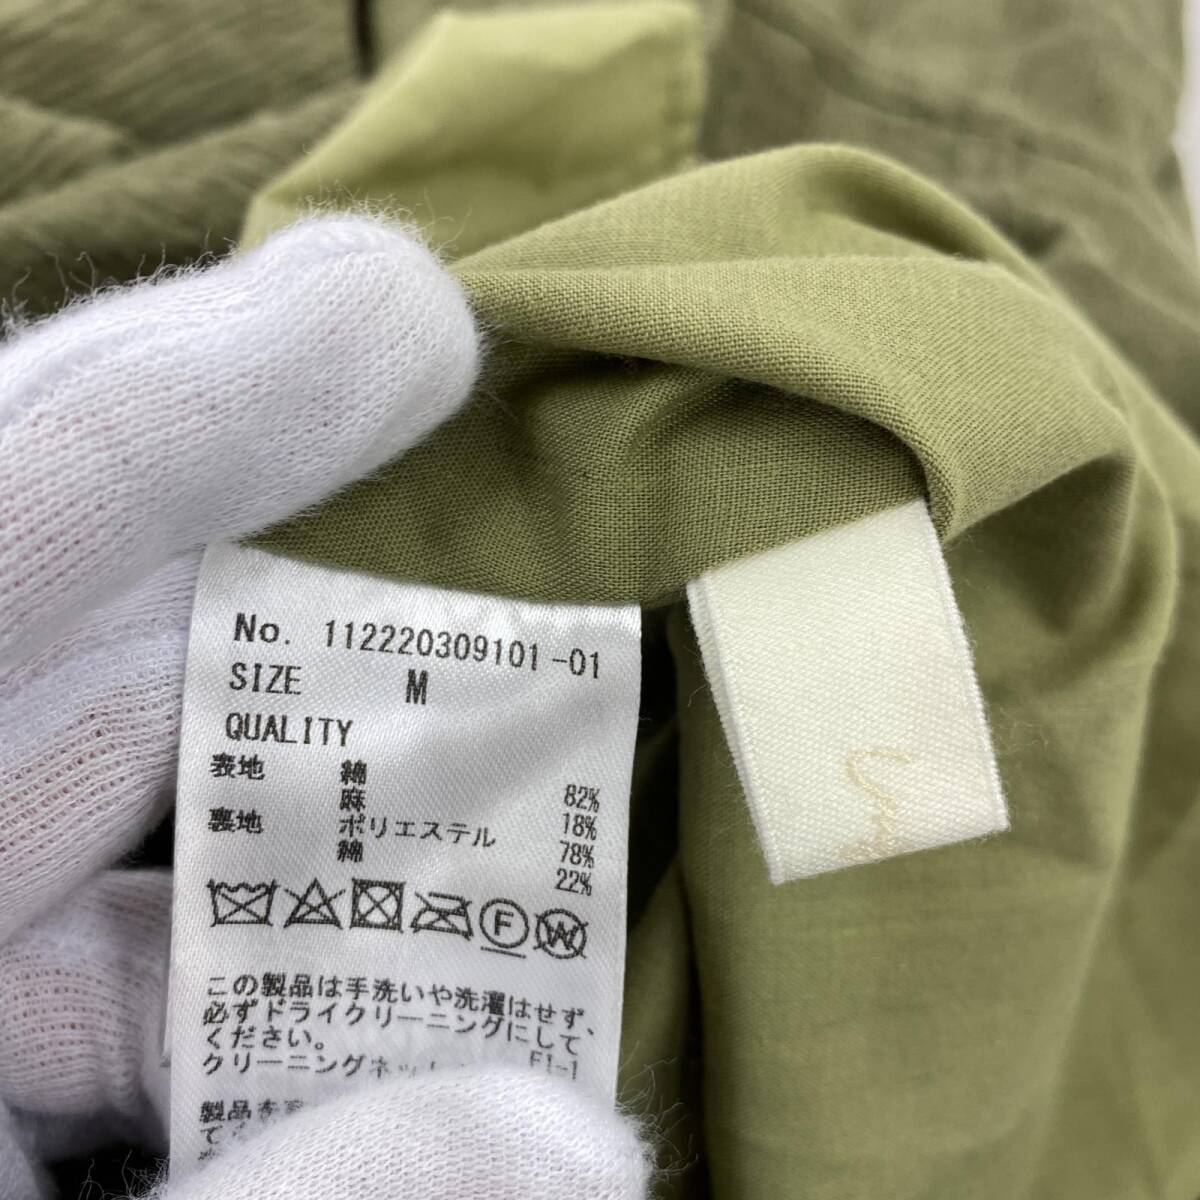 No. 112220309101-01
SIZE M
QUALITY
表地 綿 82%
麻 18%
裏地 ポリエステル 78%
綿 22%
F W
この製品は手洗いや洗濯はせず、
必ずドライクリーニングにして
ください。 F1-1
クリーニングネッ
製品を
て